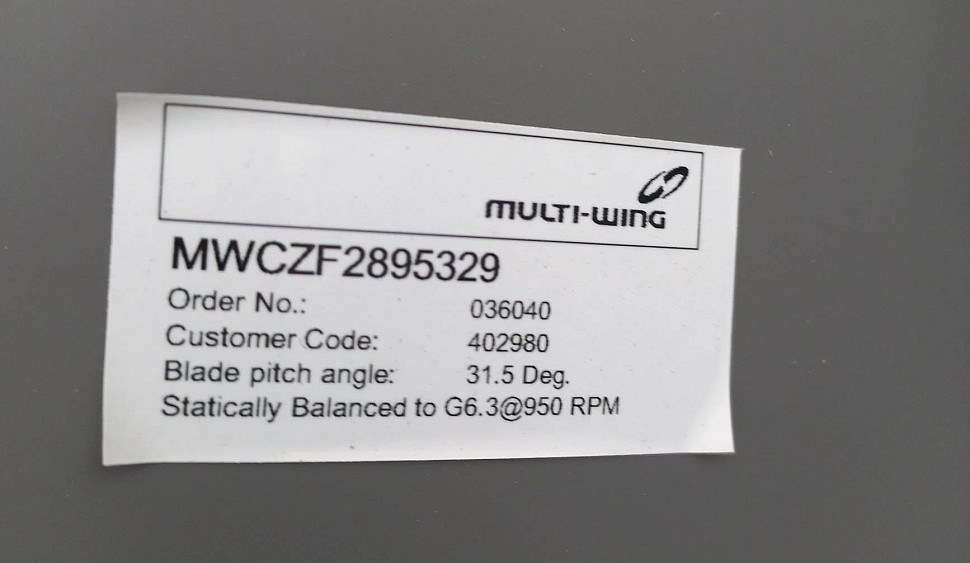 MULTI-WING
MWCZF2895329
Order No.: 036040
Customer Code: 402980
Blade pitch angle: 31.5 Deg.
Statically Balanced to G6.3@950 RPM